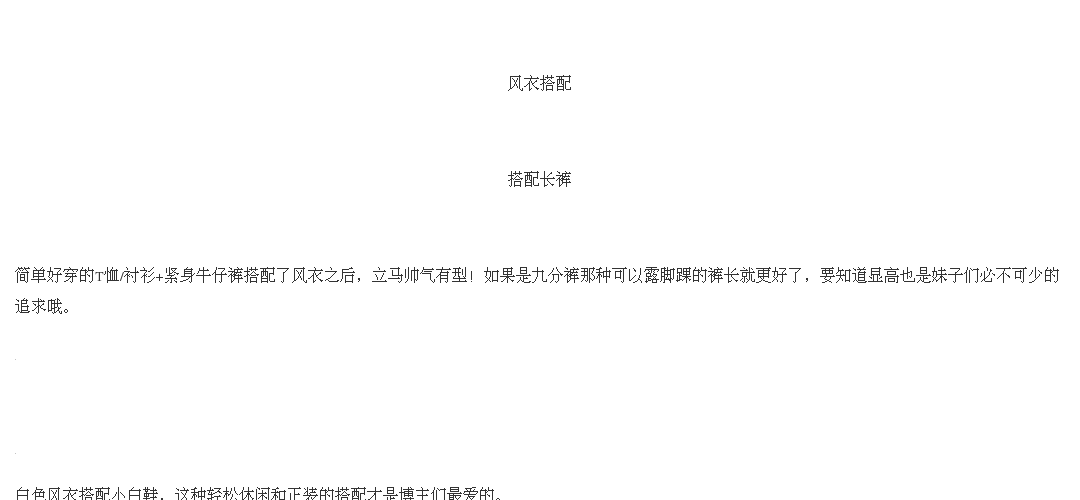 风衣搭配
搭配长裤
简单好穿的T恤/衬衫+紧身牛仔裤搭配了风衣之后，立马帅气有型！如果是九分裤那种可以露脚踝的裤长就更好了，要知道显高也是妹子们必不可少的
追求哦。
白色风衣搭配小白鞋，这种轻松休闲和正装的搭配才是博主们最爱的。